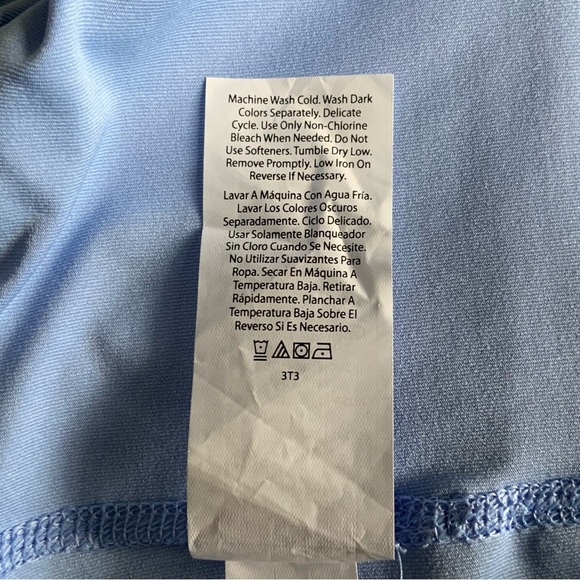 Machine Wash Cold. Wash Dark
Colors Separately. Delicate
Cycle. Use Only Non-Chlorine
Bleach When Needed. Do Not
Use Softeners. Tumble Dry Low.
Remove Promptly. Low Iron On
Reverse If Necessary.
Lavar A Máquina Con Agua Fría.
Lavar Los Colores Oscuros
Separadamente. Ciclo Delicado.
Usar Solamente Blanqueador
Sin Cloro Cuando Se Necesite.
No Utilizar Suavizantes Para
Ropa. Secar En Máquina A
Temperatura Baja. Retirar
Rápidamente. Planchar A
Temperatura Baja Sobre El
Reverso Si Es Necesario.
3T3